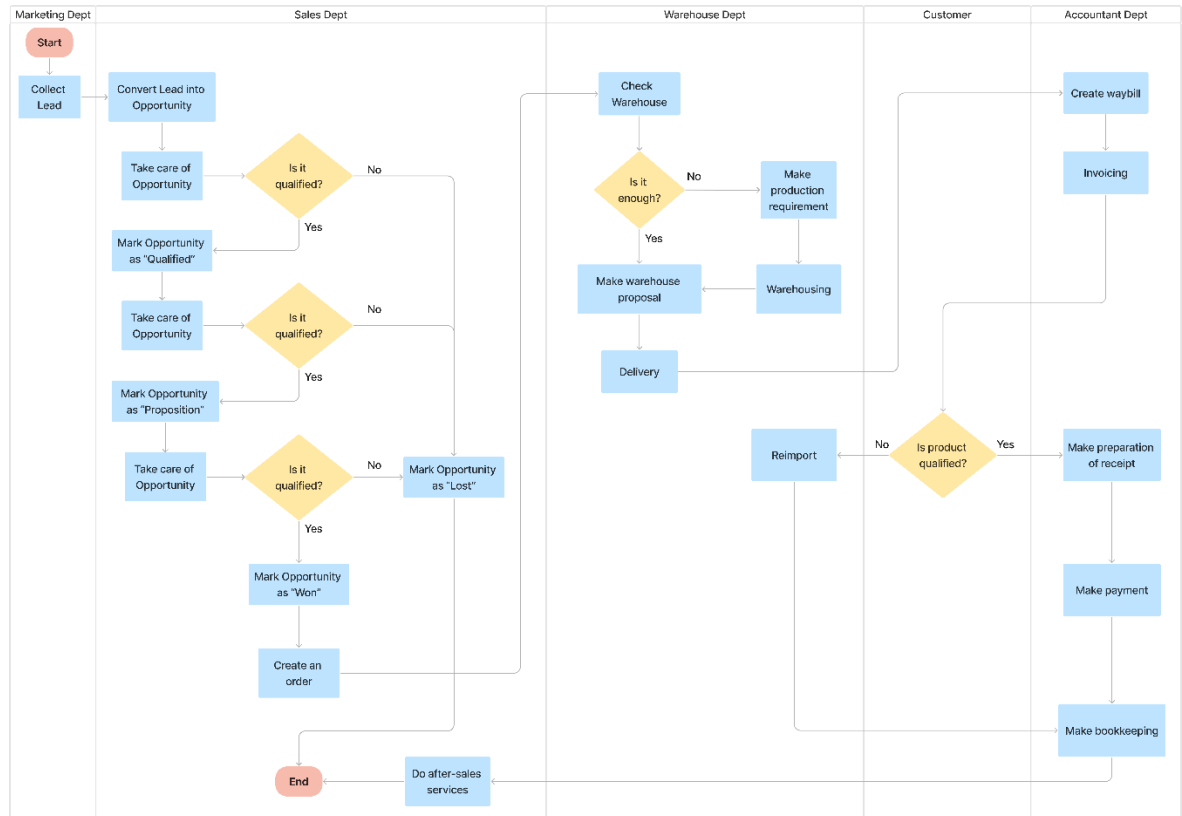 Marketing Dept
Sales Dept
Warehouse Dept
Customer
Accountant Dept
Start
Collect
Lead
Convert Lead into
Opportunity
Take care of
Opportunity
Is it
qualified?
No
Yes
Mark Opportunity
as "Qualified"
Take care of
Opportunity
Is it
qualified?
No
Yes
Mark Opportunity
as "Proposition"
Take care of
Opportunity
Is it
qualified?
No
Mark Opportunity
as "Lost"
Yes
Mark Opportunity
as "Won"
Create an
order
End
Do after-sales
services
Check
Warehouse
Is it
enough?
No
Make
production
requirement
Yes
Make warehouse
proposal
Warehousing
Delivery
Reimport
No
Is product
qualified?
Yes
Create waybill
Invoicing
Make preparation
of receipt
Make payment
Make bookkeeping